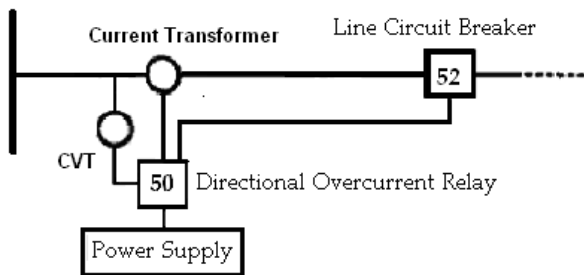 Line Circuit Breaker
Current Transformer
52
CVT
50
Directional Overcurrent Relay
Power Supply